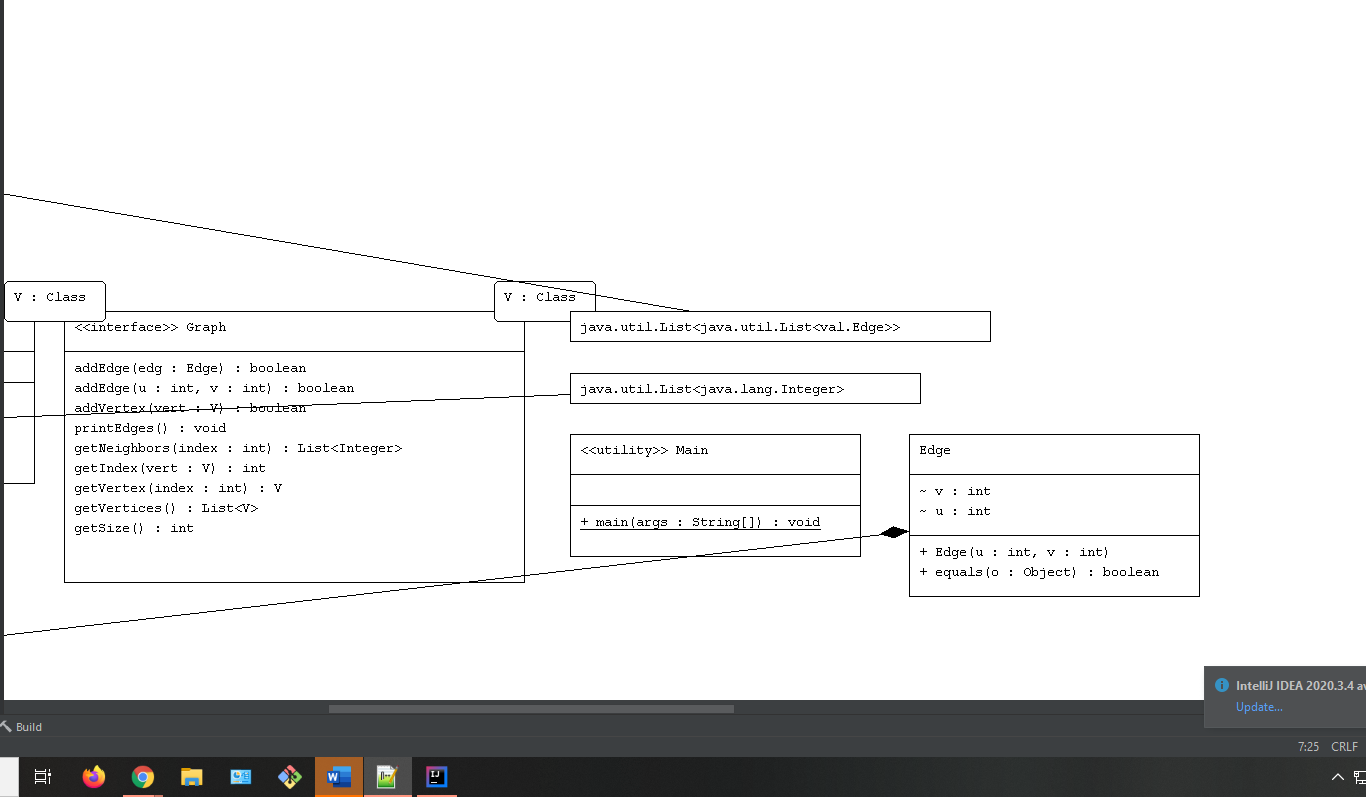 V : Class
V : Class
<<interface>> Graph
addEdge(edg : Edge) : boolean
addEdge(u : int, v : int) : boolean
addVertex(vert : V) : boolean
printEdges() : void
getNeighbors(index : int) : List<Integer>
getIndex(vert : V) : int
getVertex(index : int) : V
getVertices() : List<V>
getSize() : int
java.util.List<java.util.List<val.Edge>>
java.util.List<java.lang.Integer>
<<utility>> Main
+ main(args : String[]) : void
Edge
~ v : int
~ u : int
+ Edge(u : int, v : int)
+ equals(o : Object) : boolean
IntelliJ IDEA 2020.3.4 av
Update...
Build
7:25 CRLF